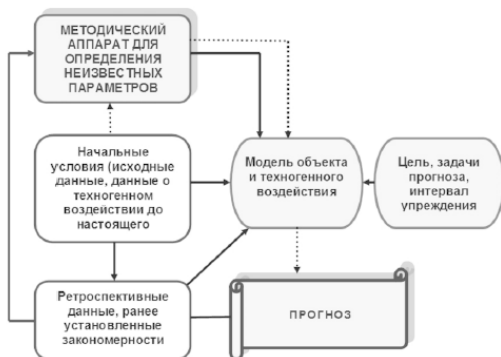 МЕТОДИЧЕСКИЙ
АППАРАТ ДЛЯ
ОПРЕДЕЛЕНИЯ
НЕИЗВЕСТНЫХ
ПАРАМЕТРОВ
Начальные
условия (исходные
данные, данные о
техногенном
воздействии до
настоящего
Модель объекта
и техногенного
воздействия
Цель, задачи
прогноза,
интервал
упреждения
Ретроспективные
данные, ранее
установленные
закономерности
ПРОГНОЗ